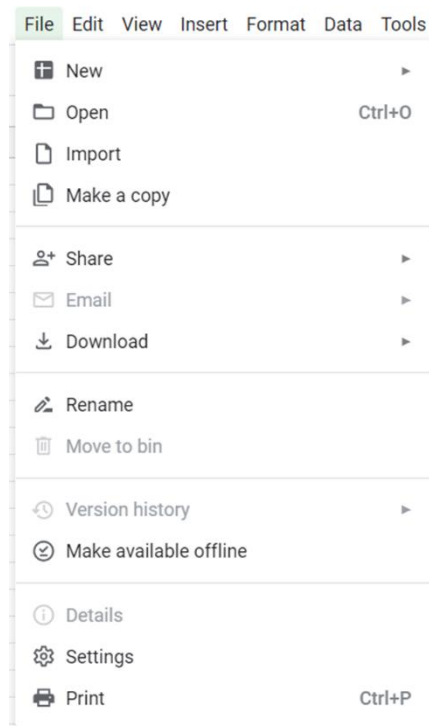 File Edit View Insert Format Data Tools
New
Open Ctrl+O
Import
Make a copy
Share
Email
Download
Rename
Move to bin
Version history
Make available offline
Details
Settings
Print Ctrl+P